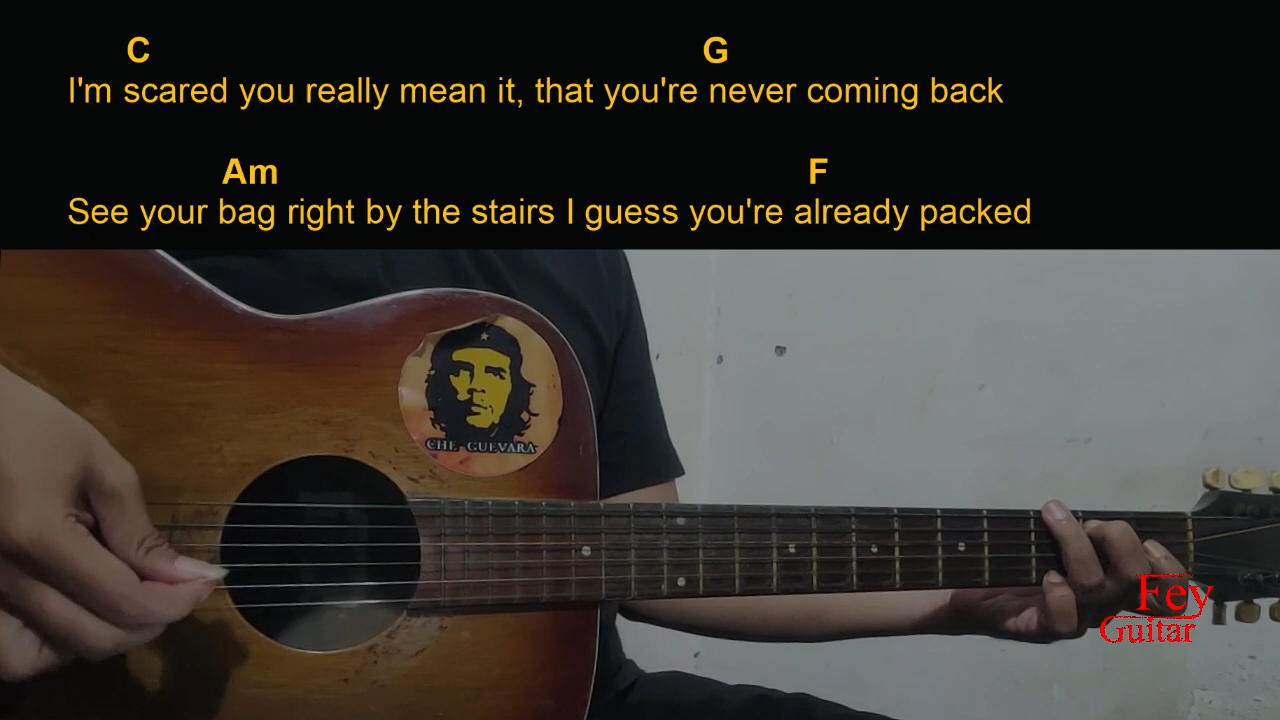 C G
I'm scared you really mean it, that you're never coming back
Am F
See your bag right by the stairs I guess you're already packed
CHE GUEVARA
Fey
Guitar